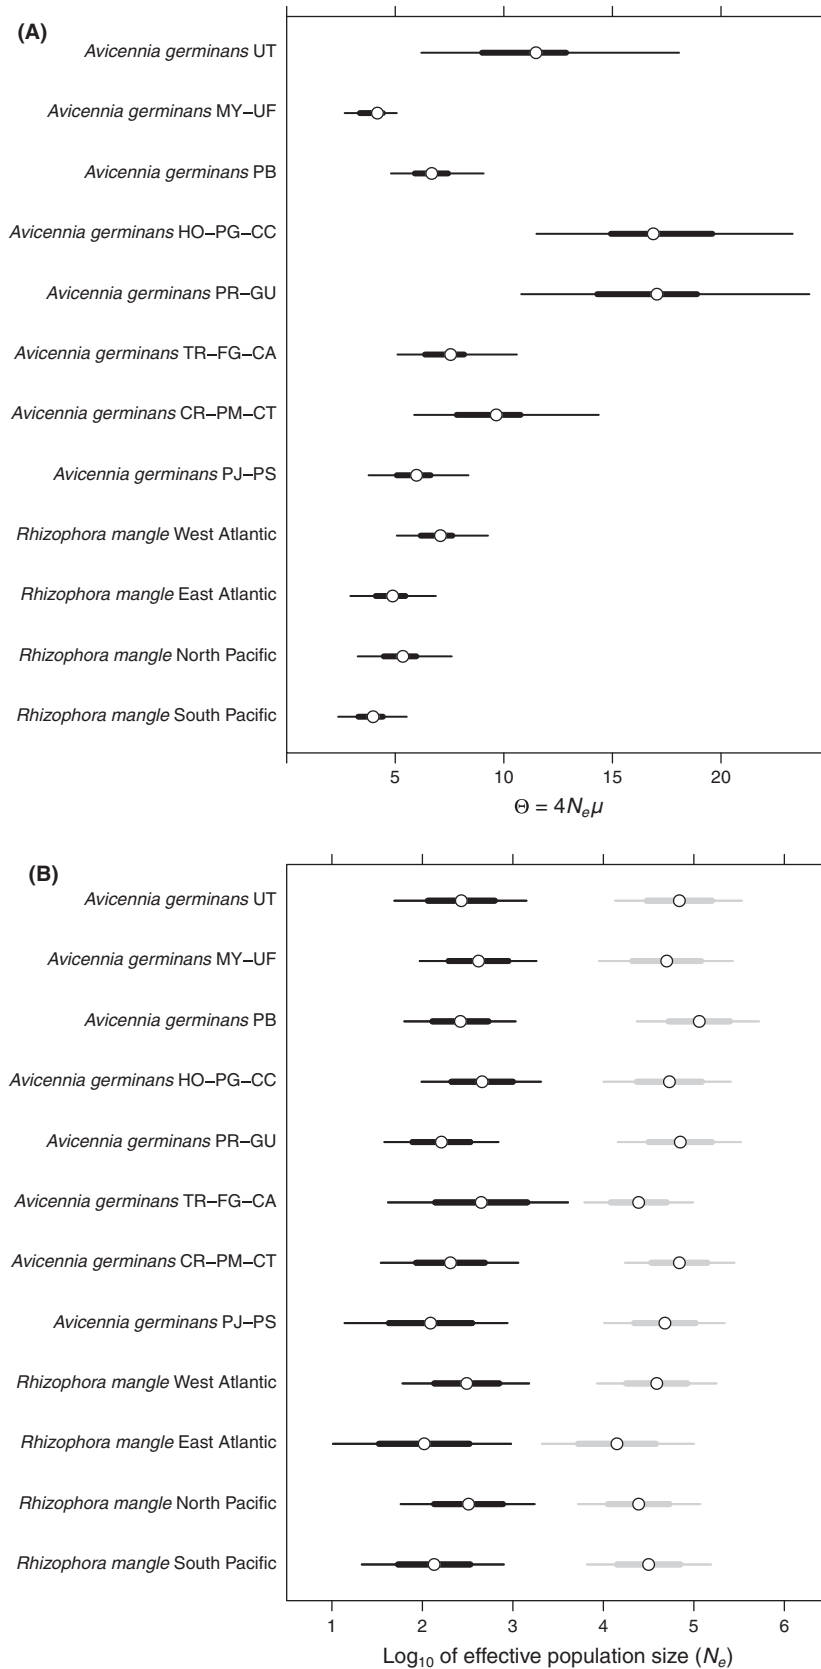 (A)
Avicennia germinans UT
Avicennia germinans MY–UF
Avicennia germinans PB
Avicennia germinans HO–PG–CC
Avicennia germinans PR–GU
Avicennia germinans TR–FG–CA
Avicennia germinans CR–PM–CT
Avicennia germinans PJ–PS
Rhizophora mangle West Atlantic
Rhizophora mangle East Atlantic
Rhizophora mangle North Pacific
Rhizophora mangle South Pacific
5 10 15 20
Θ = 4Nₑμ
(B)
Avicennia germinans UT
Avicennia germinans MY–UF
Avicennia germinans PB
Avicennia germinans HO–PG–CC
Avicennia germinans PR–GU
Avicennia germinans TR–FG–CA
Avicennia germinans CR–PM–CT
Avicennia germinans PJ–PS
Rhizophora mangle West Atlantic
Rhizophora mangle East Atlantic
Rhizophora mangle North Pacific
Rhizophora mangle South Pacific
1 2 3 4 5 6
Log₁₀ of effective population size (Nₑ)